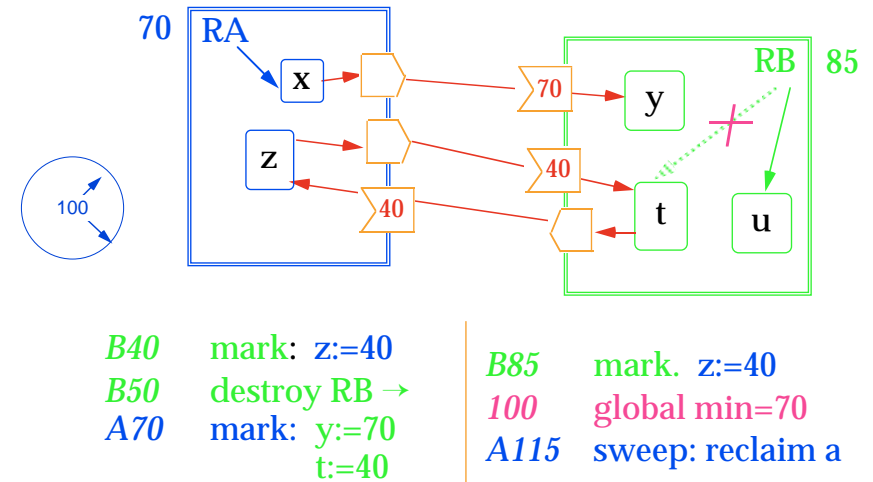 70 RA
RB 85
x
70
y
z
40
100
40
t
u
B40 mark: z:=40
B50 destroy RB →
A70 mark: y:=70
t:=40
B85 mark. z:=40
100 global min=70
A115 sweep: reclaim a